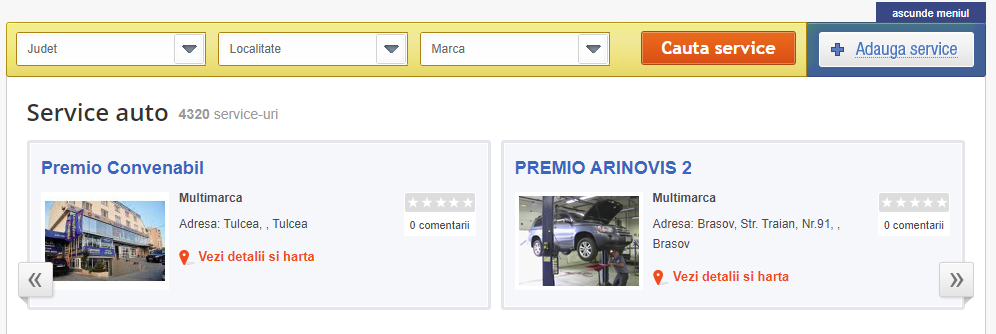 ascunde meniul
Judet
Localitate
Marca
Cauta service
Adauga service
Service auto 4320 service-uri
Premio Convenabil
Multimarca
Adresa: Tulcea, , Tulcea
0 comentarii
Vezi detalii si harta
PREMIO ARINOVIS 2
Multimarca
Adresa: Brasov, Str. Traian, Nr.91, ,
Brasov
0 comentarii
Vezi detalii si harta